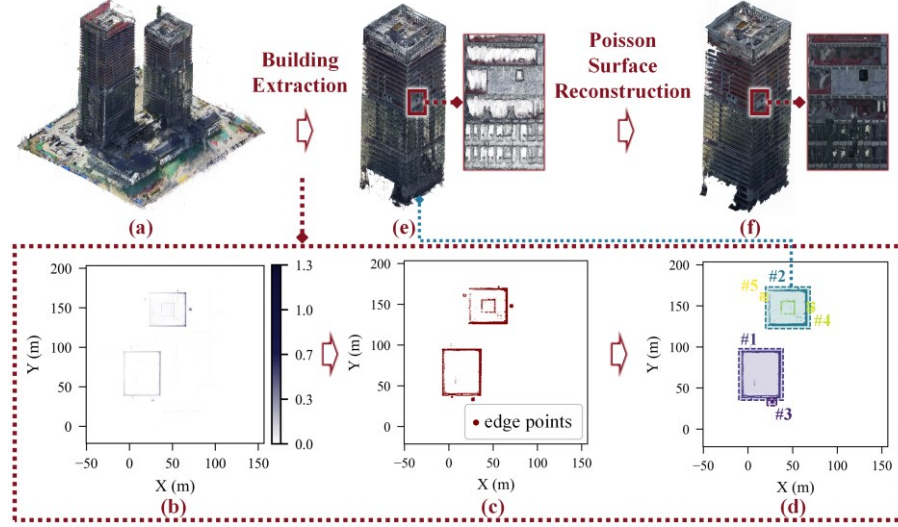 Building
Extraction
Poisson
Surface
Reconstruction
(a)
(e)
(f)
200
150
100
50
0
Y (m)
−50 0 50 100 150
X (m)
(b)
1.3
1.0
0.7
0.3
0.0
200
150
100
50
0
Y (m)
edge points
−50 0 50 100 150
X (m)
(c)
200
150
100
50
0
Y (m)
#2
#5
#4
#1
#3
−50 0 50 100 150
X (m)
(d)